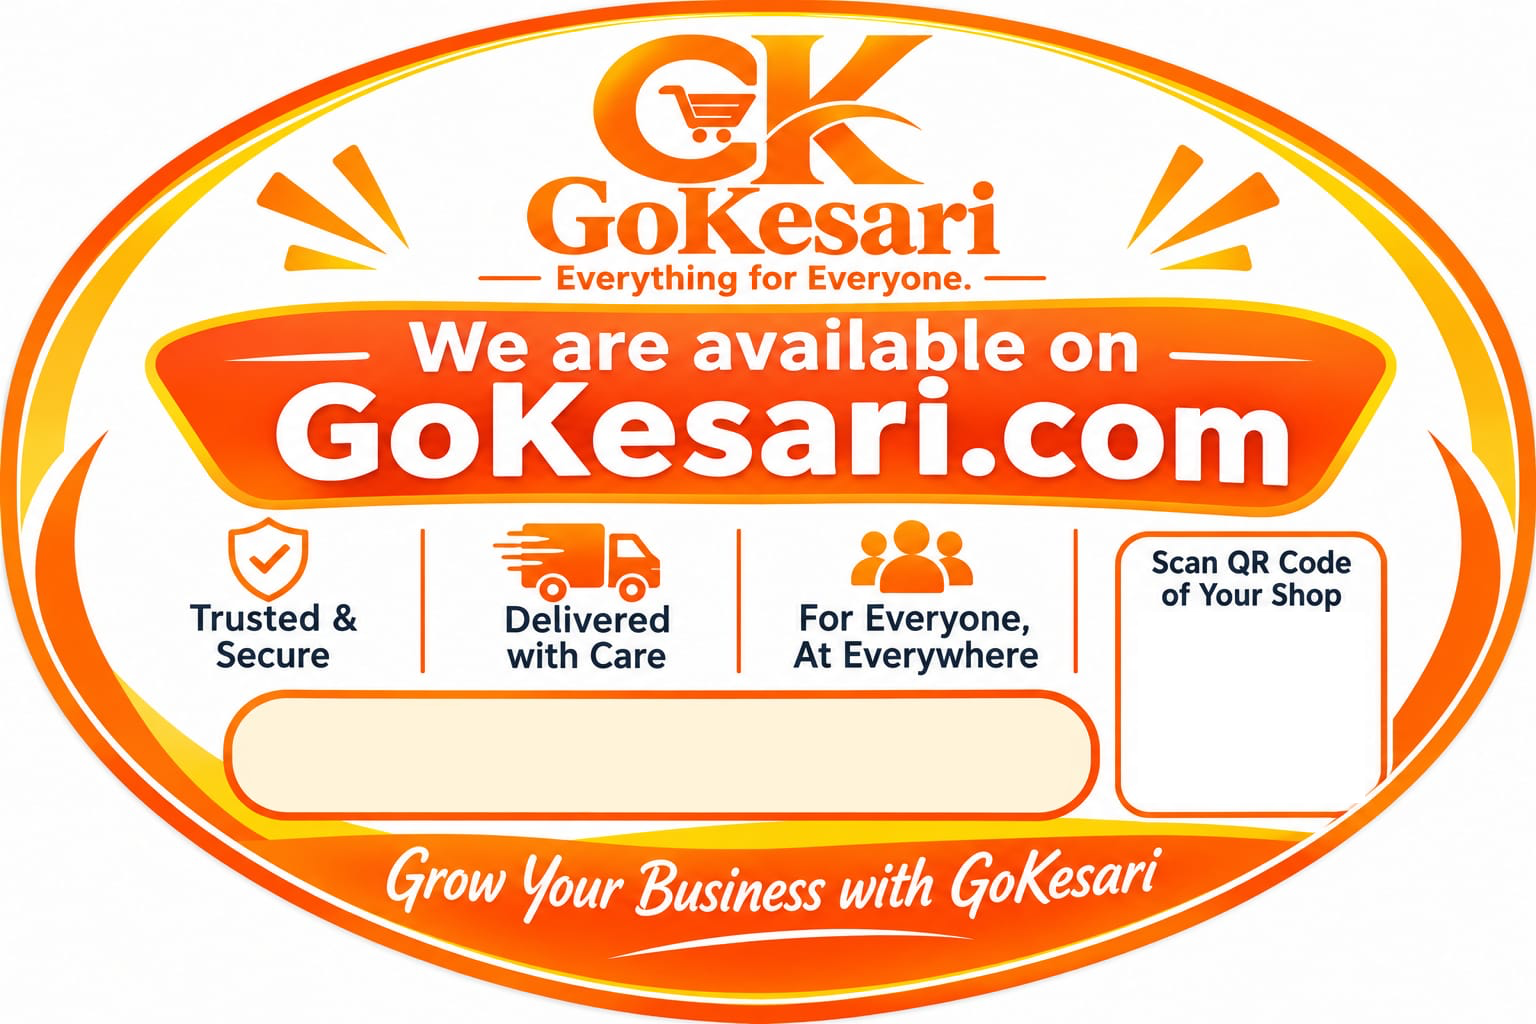 GK
GoKesari
Everything for Everyone.
We are available on
GoKesari.com
Trusted &
Secure
Delivered
with Care
For Everyone,
At Everywhere
Scan QR Code
of Your Shop
Grow Your Business with GoKesari